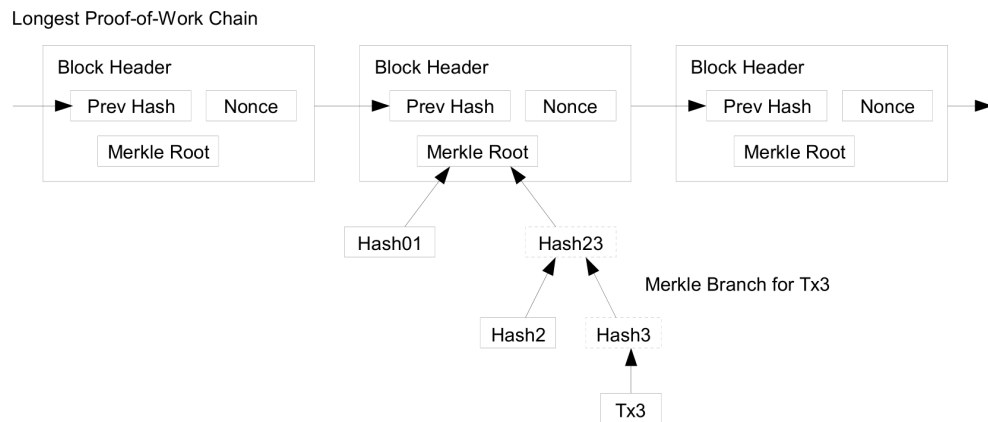 Longest Proof-of-Work Chain
Block Header
Block Header
Block Header
Prev Hash
Nonce
Prev Hash
Nonce
Prev Hash
Nonce
Merkle Root
Merkle Root
Merkle Root
Hash01
Hash23
Merkle Branch for Tx3
Hash2
Hash3
Tx3